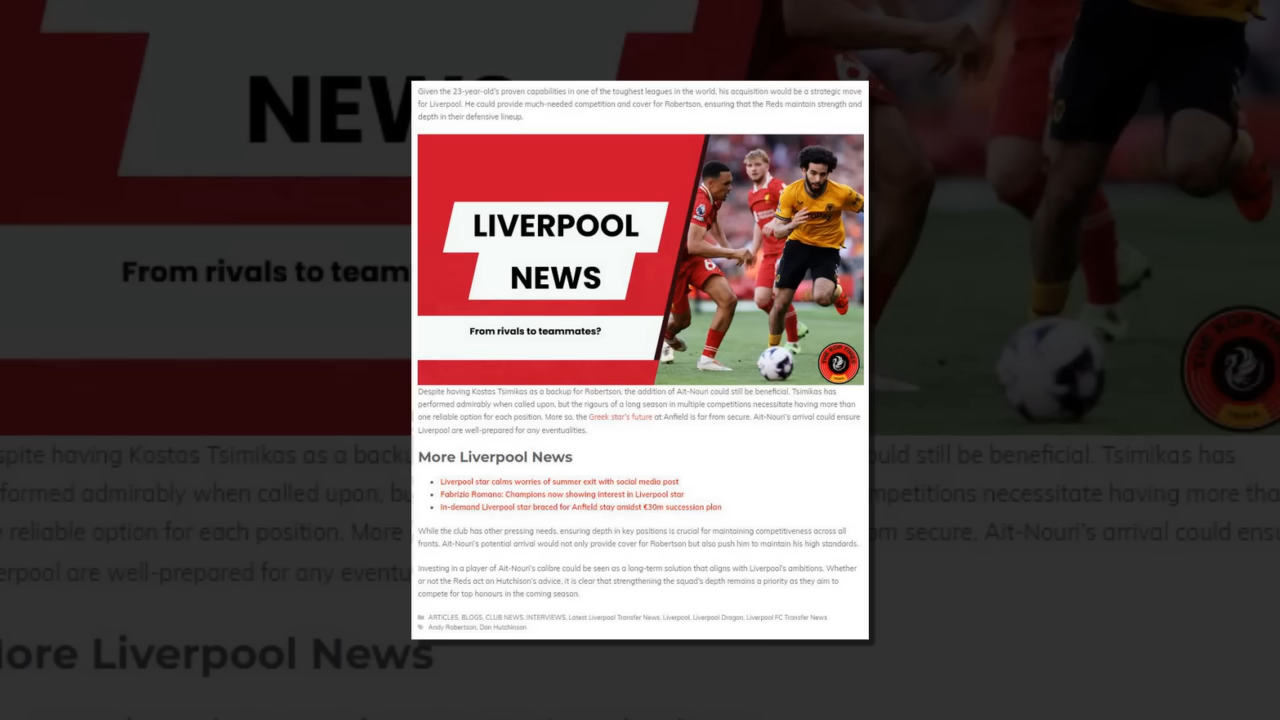 Given the 23-year-old's proven capabilities in one of the toughest leagues in the world, his acquisition would be a strategic move
for Liverpool. He could provide much-needed competition and cover for Robertson, ensuring that the Reds maintain strength and
depth in their defensive lineup.
LIVERPOOL
NEWS
From rivals to teammates?
Despite having Kostas Tsimikas as a backup for Robertson, the addition of Ait-Nouri could still be beneficial. Tsimikas has
performed admirably when called upon, but the rigours of a long season in multiple competitions necessitate having more than
one reliable option for each position. More so, the Greek star's future at Anfield is far from secure. Ait-Nouri's arrival could ensure
Liverpool are well-prepared for any eventualities.
More Liverpool News
Liverpool star calms worries of summer exit with social media post
Fabrizio Romano: Champions now showing interest in Liverpool star
In-demand Liverpool star braced for Anfield stay amidst €30m succession plan
While the club has other pressing needs, ensuring depth in key positions is crucial for maintaining competitiveness across all
fronts. Ait-Nouri's potential arrival would not only provide cover for Robertson but also push him to maintain his high standards.
Investing in a player of Ait-Nouri's calibre could be seen as a long-term solution that aligns with Liverpool's ambitions. Whether
or not the Reds act on Hutchison's advice, it is clear that strengthening the squad's depth remains a priority as they aim to
compete for top honours in the coming season.
ARTICLES, BLOGS, CLUB NEWS, INTERVIEWS, Latest Liverpool Transfer News, Liverpool, Liverpool Dragon, Liverpool FC Transfer News
Andy Robertson, Don Hutchinson